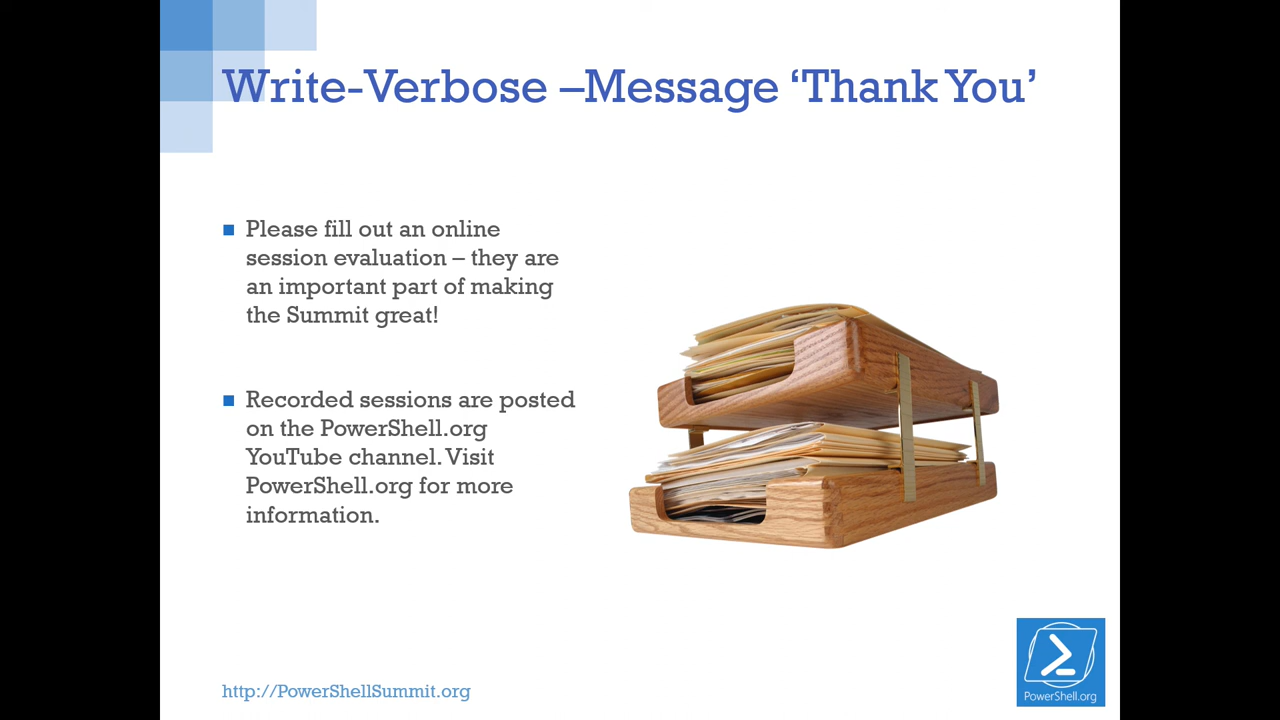 Write-Verbose –Message ‘Thank You’
Please fill out an online
session evaluation – they are
an important part of making
the Summit great!
Recorded sessions are posted
on the PowerShell.org
YouTube channel. Visit
PowerShell.org for more
information.
http://PowerShellSummit.org
PowerShell.org